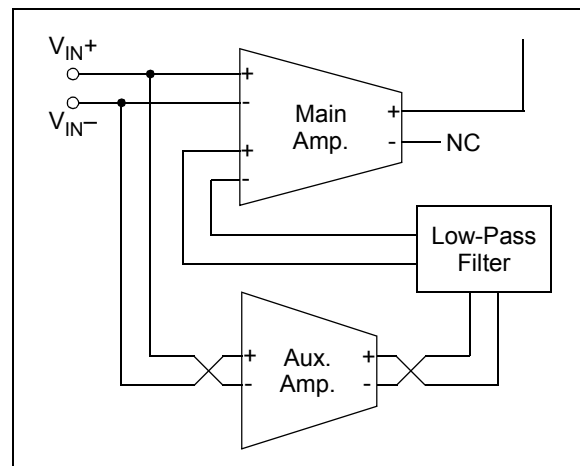 V_IN+
V_IN–
+
-
+
-
Main
Amp.
+
-
NC
Low-Pass
Filter
+
-
Aux.
Amp.
+
-